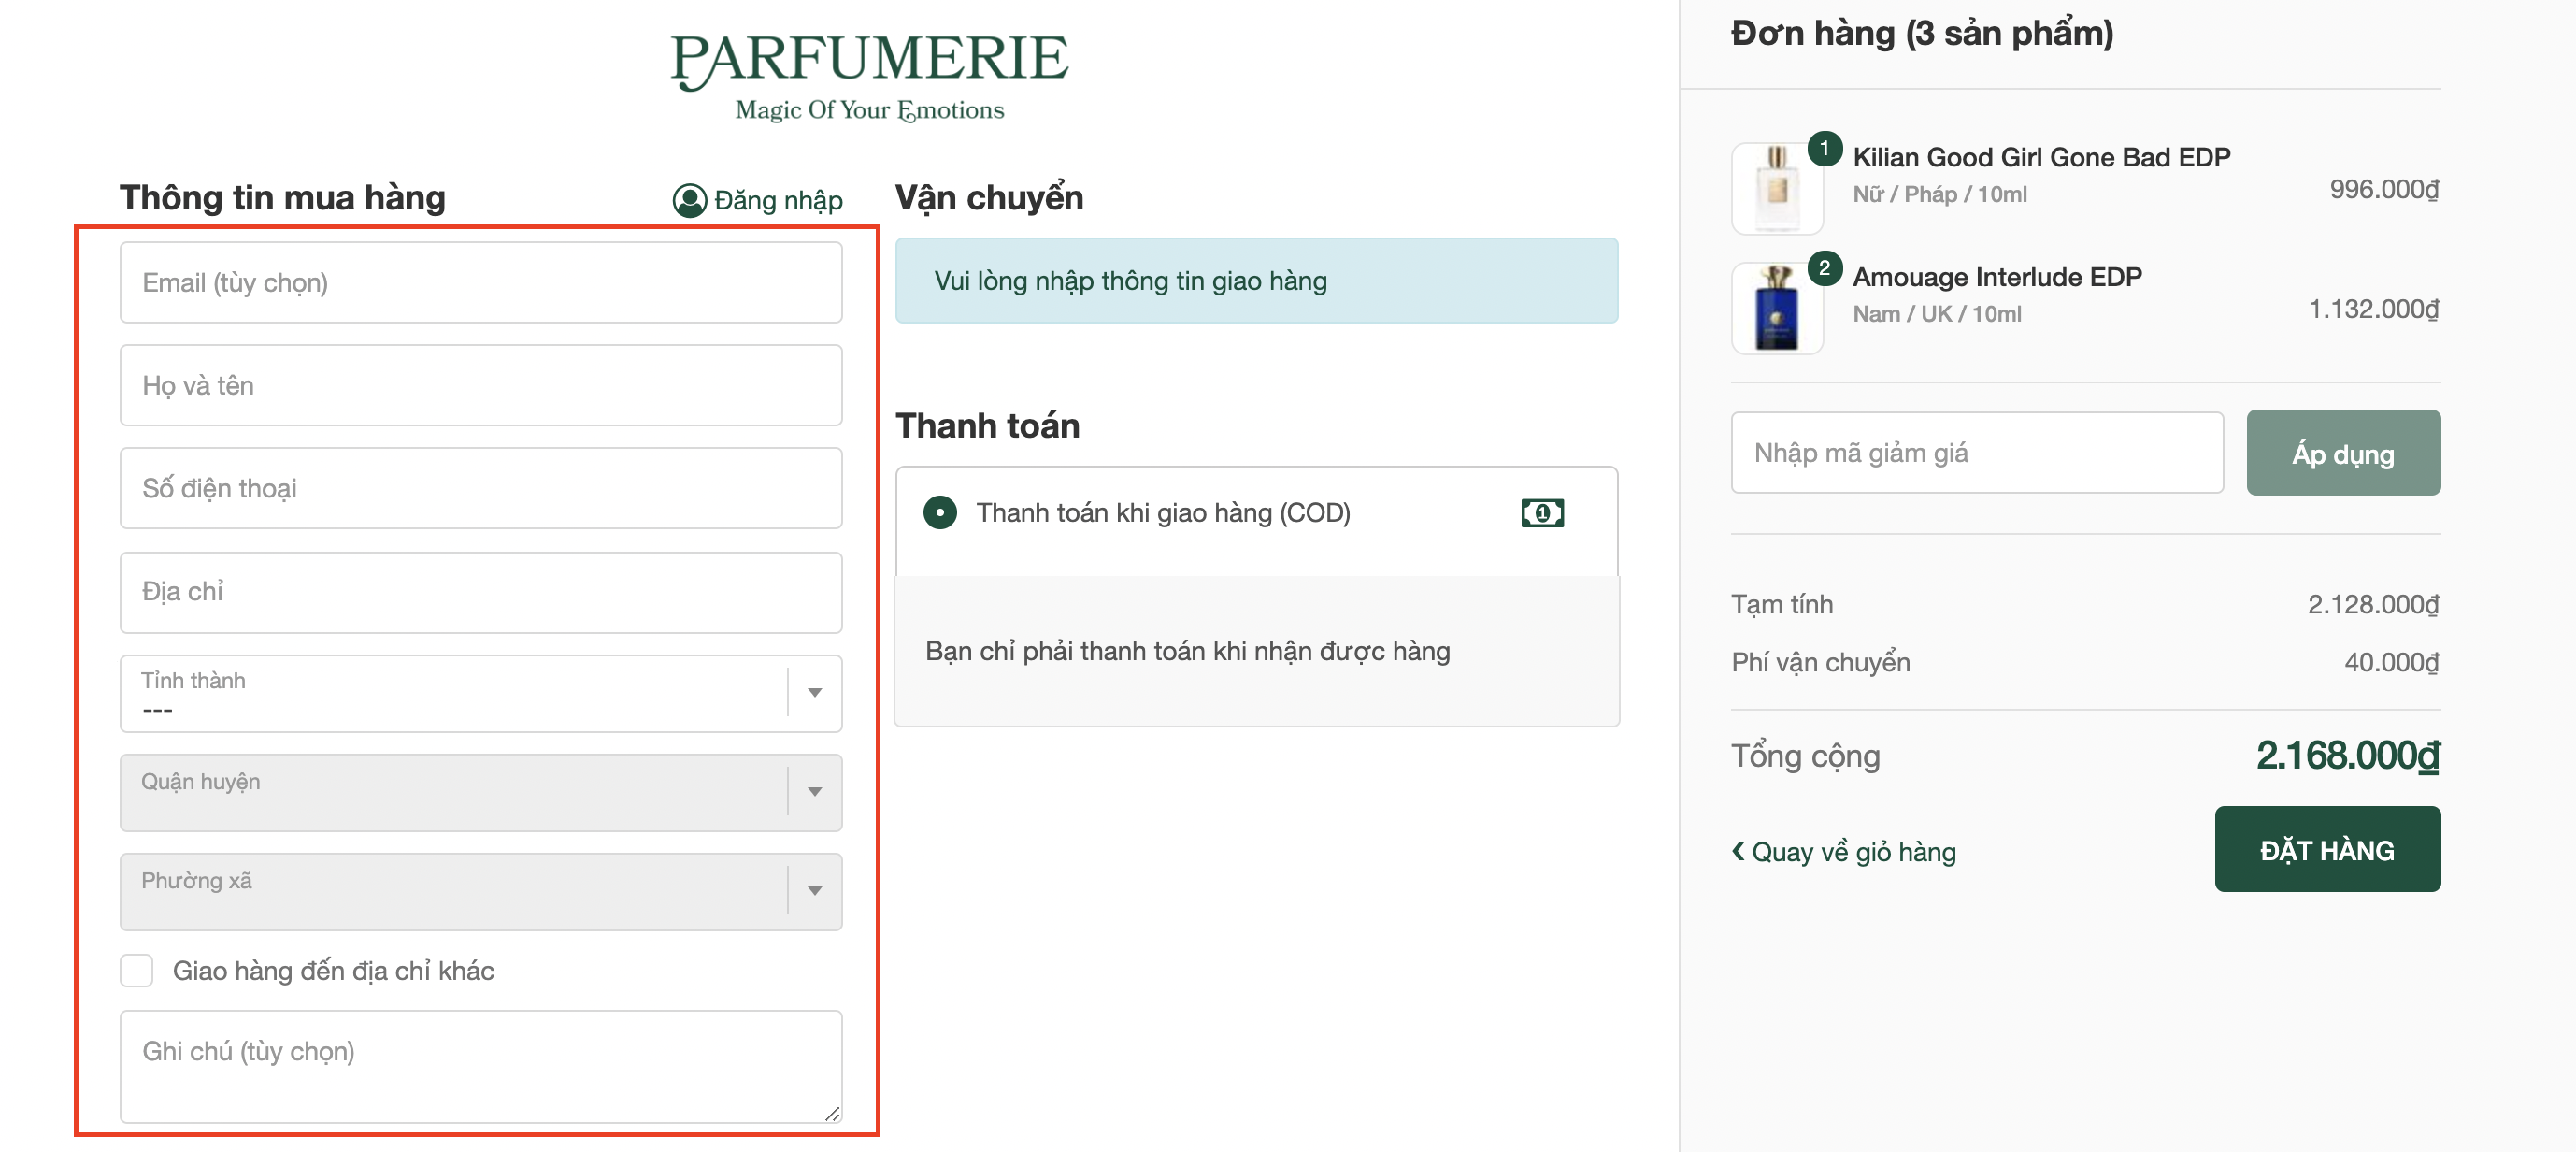 PARFUMERIE
Magic Of Your Emotions
Thông tin mua hàng
Đăng nhập
Email (tùy chọn)
Họ và tên
Số điện thoại
Địa chỉ
Tỉnh thành
---
Quận huyện
Phường xã
Giao hàng đến địa chỉ khác
Ghi chú (tùy chọn)
Vận chuyển
Vui lòng nhập thông tin giao hàng
Thanh toán
Thanh toán khi giao hàng (COD)
1
Bạn chỉ phải thanh toán khi nhận được hàng
Đơn hàng (3 sản phẩm)
1
Kilian Good Girl Gone Bad EDP
Nữ / Pháp / 10ml
996.000₫
2
Amouage Interlude EDP
Nam / UK / 10ml
1.132.000₫
Nhập mã giảm giá
Áp dụng
Tạm tính 2.128.000₫
Phí vận chuyển 40.000₫
Tổng cộng 2.168.000₫
❮ Quay về giỏ hàng
ĐẶT HÀNG